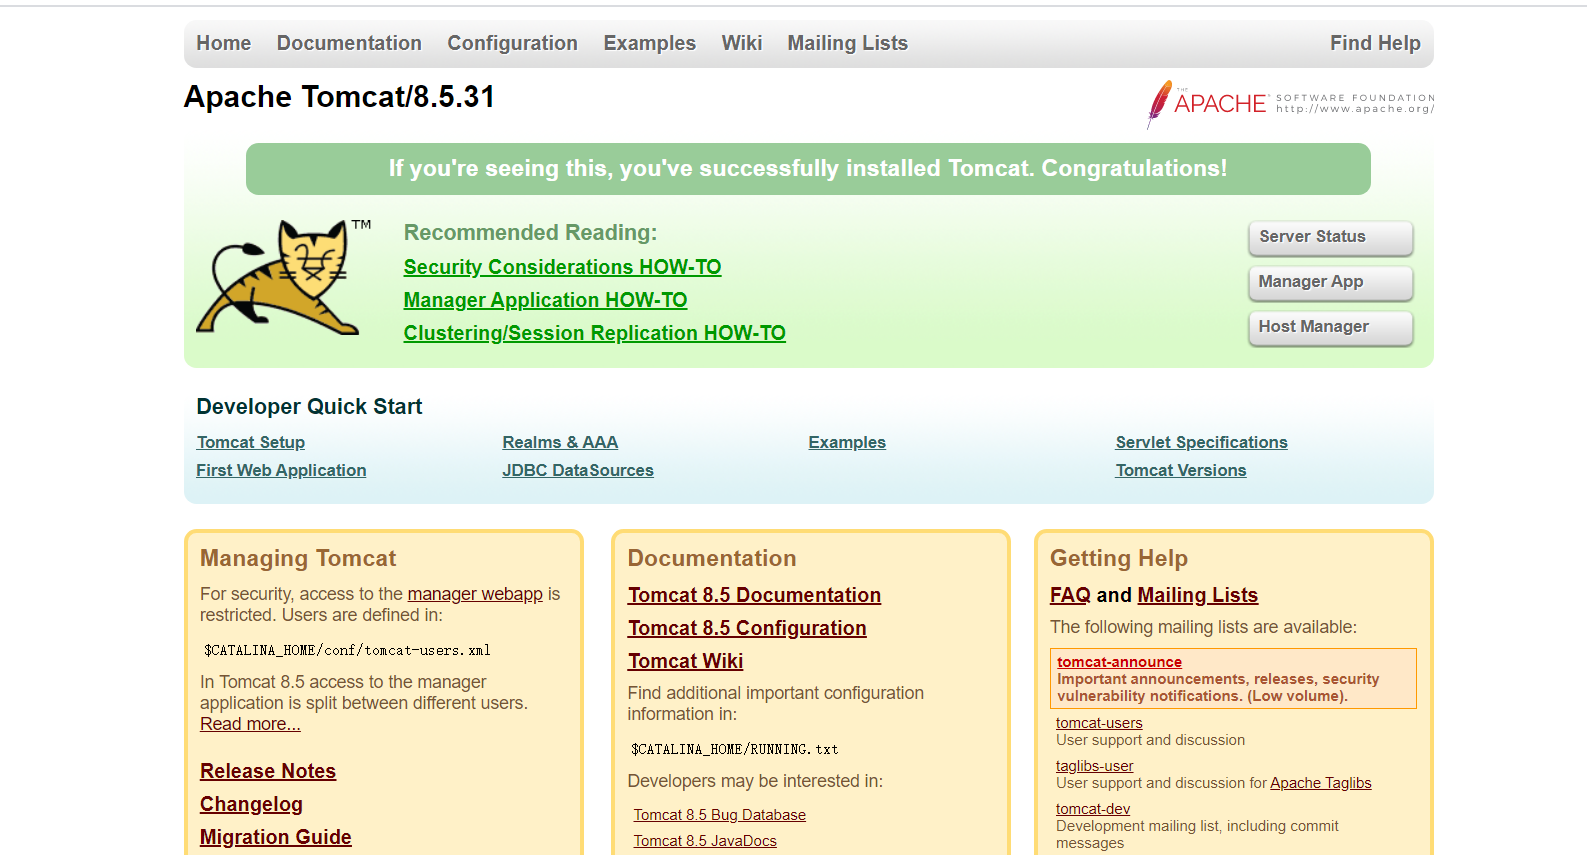 Home Documentation Configuration Examples Wiki Mailing Lists Find Help
Apache Tomcat/8.5.31
THE APACHE® SOFTWARE FOUNDATION
http://www.apache.org/
If you're seeing this, you've successfully installed Tomcat. Congratulations!
TM
Recommended Reading:
Security Considerations HOW-TO
Manager Application HOW-TO
Clustering/Session Replication HOW-TO
Server Status
Manager App
Host Manager
Developer Quick Start
Tomcat Setup
First Web Application
Realms & AAA
JDBC DataSources
Examples
Servlet Specifications
Tomcat Versions
Managing Tomcat
For security, access to the manager webapp is
restricted. Users are defined in:
$CATALINA_HOME/conf/tomcat-users.xml
In Tomcat 8.5 access to the manager
application is split between different users.
Read more...
Release Notes
Changelog
Migration Guide
Documentation
Tomcat 8.5 Documentation
Tomcat 8.5 Configuration
Tomcat Wiki
Find additional important configuration
information in:
$CATALINA_HOME/RUNNING.txt
Developers may be interested in:
Tomcat 8.5 Bug Database
Tomcat 8.5 JavaDocs
Getting Help
FAQ and Mailing Lists
The following mailing lists are available:
tomcat-announce
Important announcements, releases, security
vulnerability notifications. (Low volume).
tomcat-users
User support and discussion
taglibs-user
User support and discussion for Apache Taglibs
tomcat-dev
Development mailing list, including commit
messages